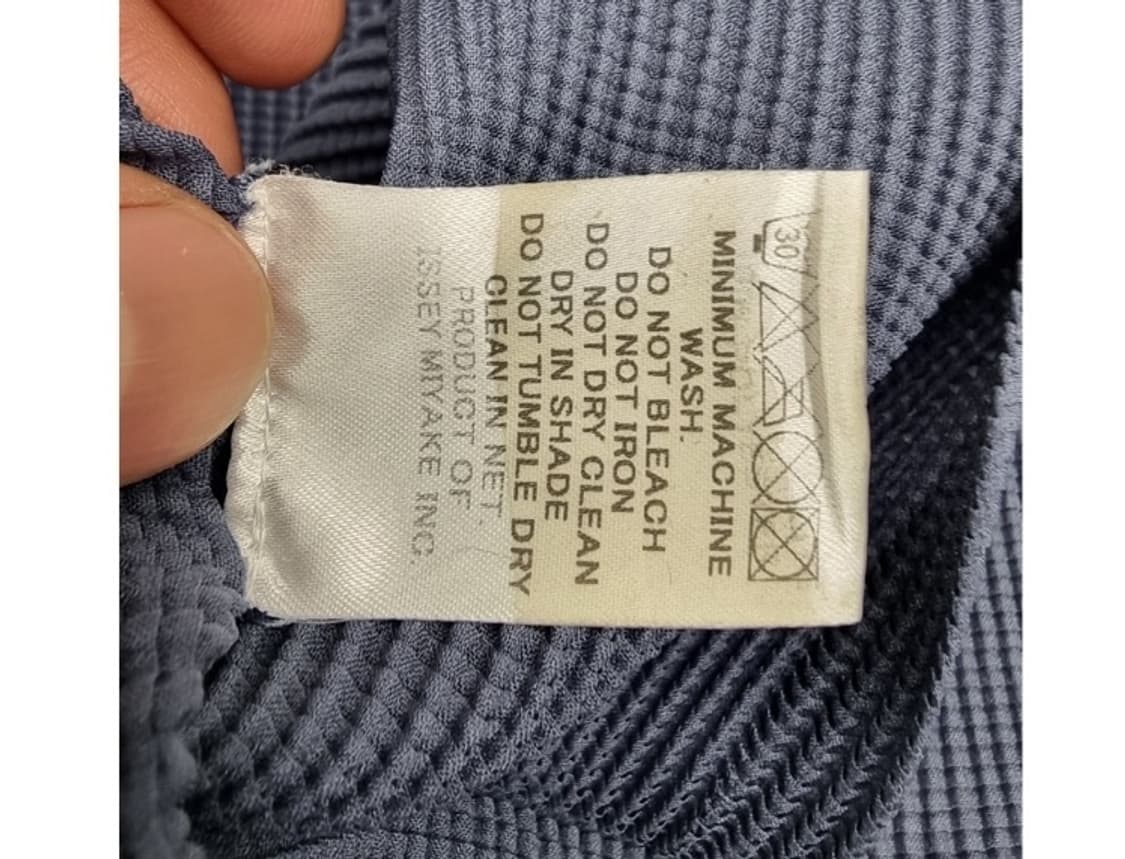 30
MINIMUM MACHINE
WASH.
DO NOT BLEACH
DO NOT IRON
DO NOT DRY CLEAN
DRY IN SHADE
DO NOT TUMBLE DRY
CLEAN IN NET.
PRODUCT OF
ISSEY MIYAKE INC.